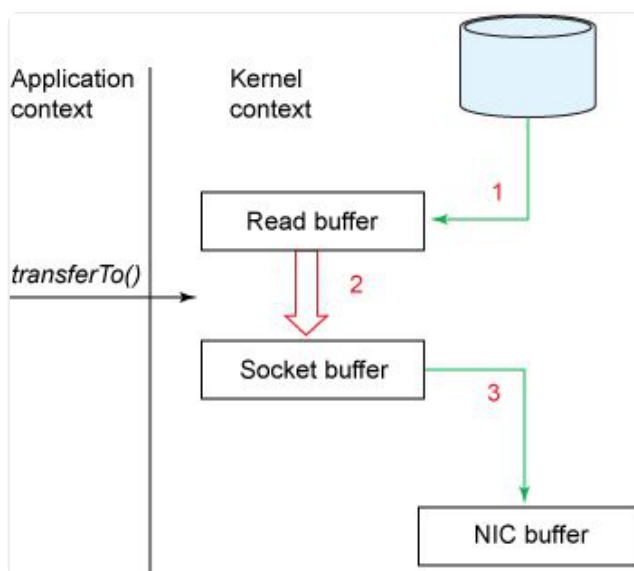 Application
context
Kernel
context
1
Read buffer
transferTo()
2
Socket buffer
3
NIC buffer